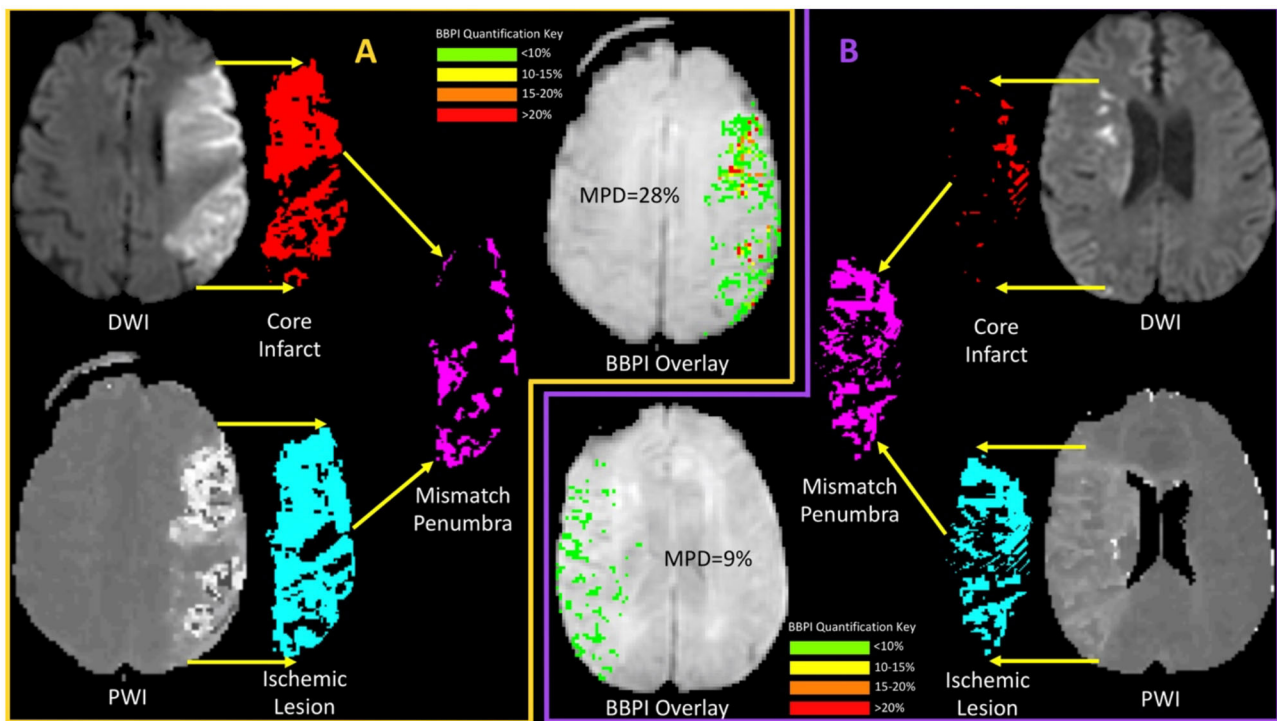 A
BBPI Quantification Key
<10%
10-15%
15-20%
>20%
MPD=28%
DWI
Core
Infarct
BBPI Overlay
Mismatch
Penumbra
PWI
Ischemic
Lesion
B
DWI
Core
Infarct
Mismatch
Penumbra
MPD=9%
BBPI Quantification Key
<10%
10-15%
15-20%
>20%
BBPI Overlay
Ischemic
Lesion
PWI